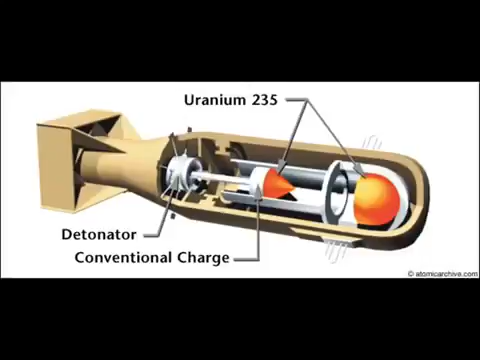 Uranium 235
Detonator
Conventional Charge
© atomicarchive.com